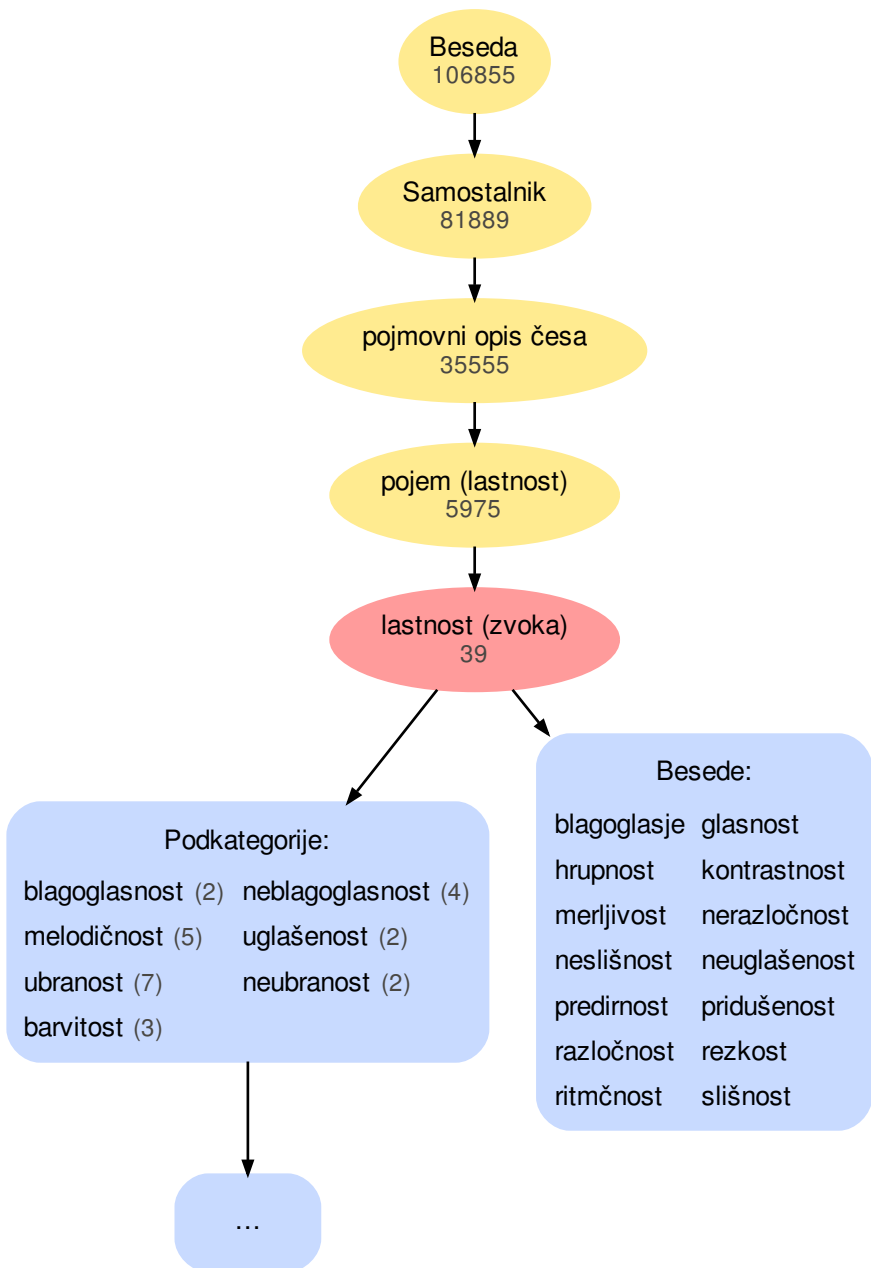 Beseda
106855
Samostalnik
81889
pojmovni opis česa
35555
pojem (lastnost)
5975
lastnost (zvoka)
39
Podkategorije:
blagoglasnost (2) neblagoglasnost (4)
melodičnost (5) uglašenost (2)
ubranost (7) neubranost (2)
barvitost (3)
...
Besede:
blagoglasje glasnost
hrupnost kontrastnost
merljivost nerazločnost
neslišnost neuglašenost
predirnost pridušenost
razločnost rezkost
ritmčnost slišnost